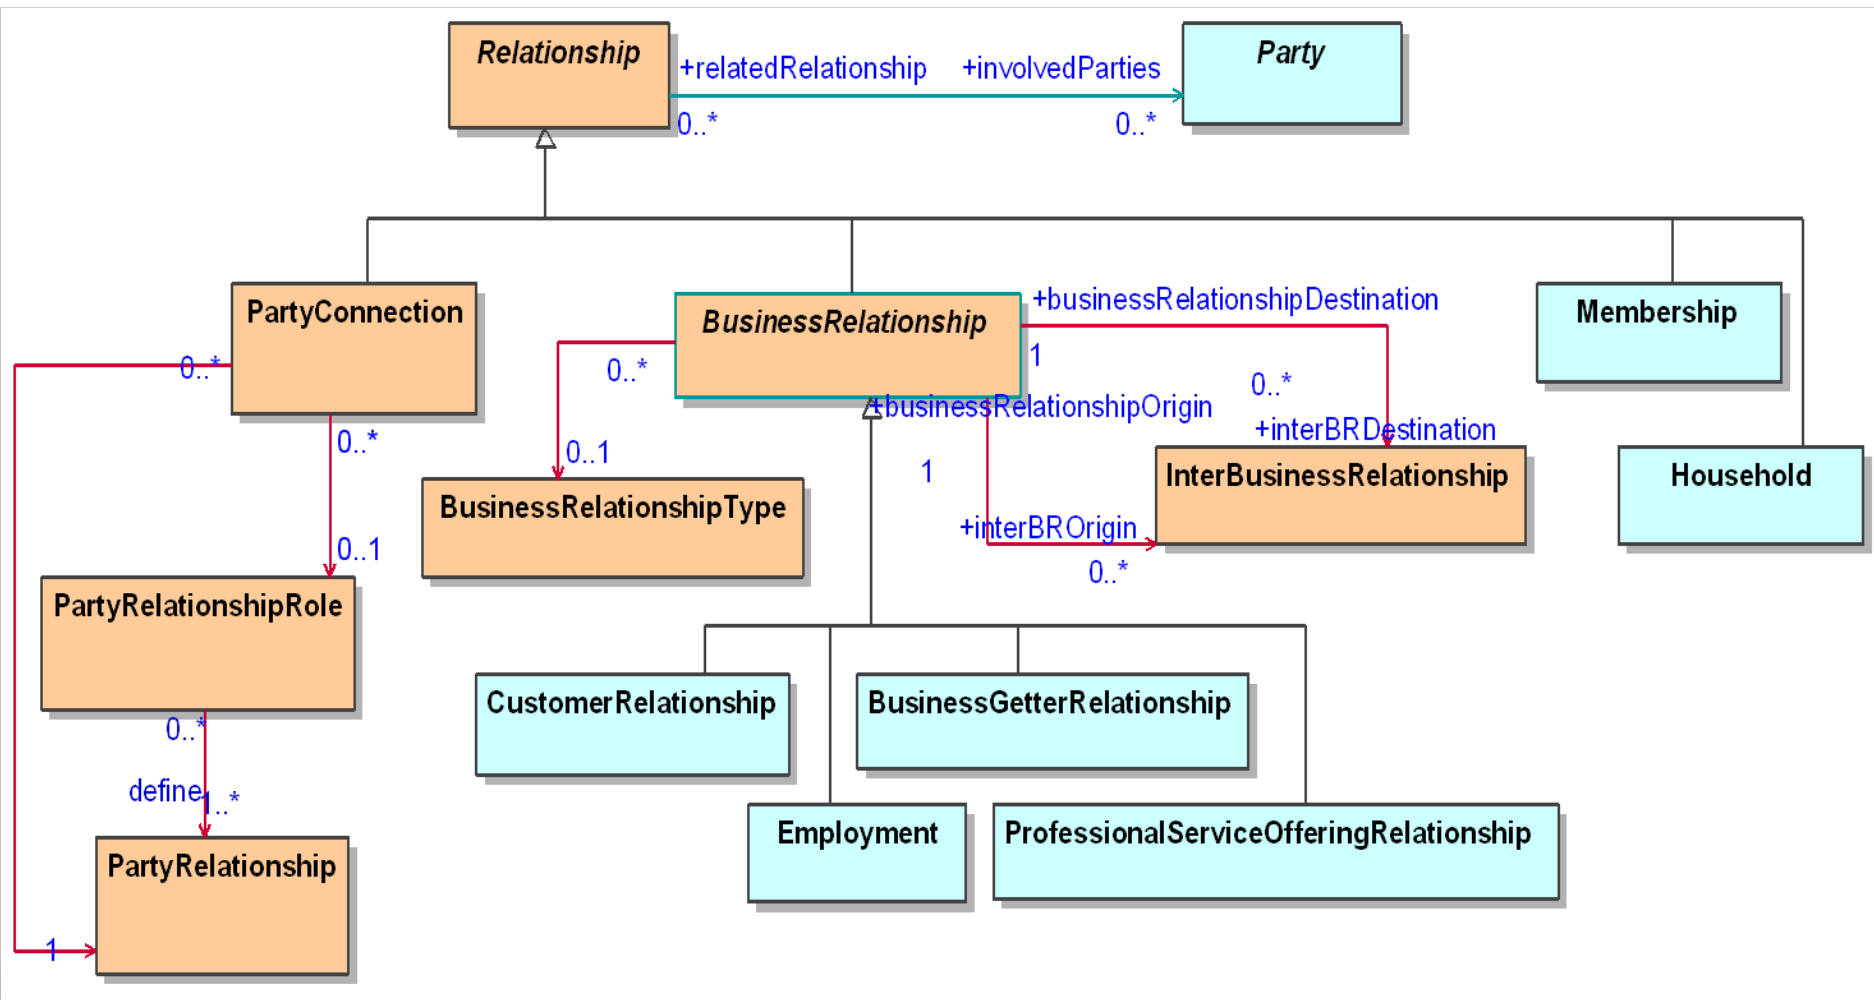 Relationship
+relatedRelationship
+involvedParties
Party
0..*
0..*
PartyConnection
BusinessRelationship
+businessRelationshipDestination
Membership
0..*
0..*
1
0..*
+businessRelationshipOrigin
0..*
0..1
+interBRDestination
1
InterBusinessRelationship
Household
BusinessRelationshipType
+interBROrigin
0..1
0..*
PartyRelationshipRole
CustomerRelationship
BusinessGetterRelationship
0..*
define
1..*
Employment
ProfessionalServiceOfferingRelationship
PartyRelationship
1